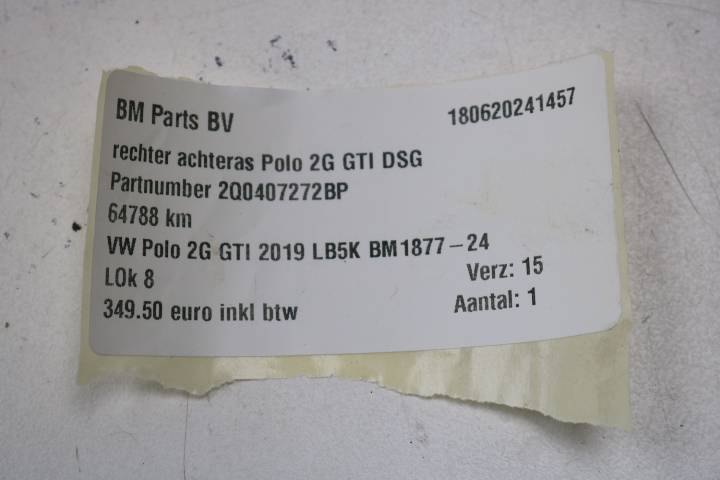 BM Parts BV 180620241457
rechter achteras Polo 2G GTI DSG
Partnumber 2Q0407272BP
64788 km
VW Polo 2G GTI 2019 LB5K BM1877-24
LOk 8 Verz: 15
349.50 euro inkl btw Aantal: 1